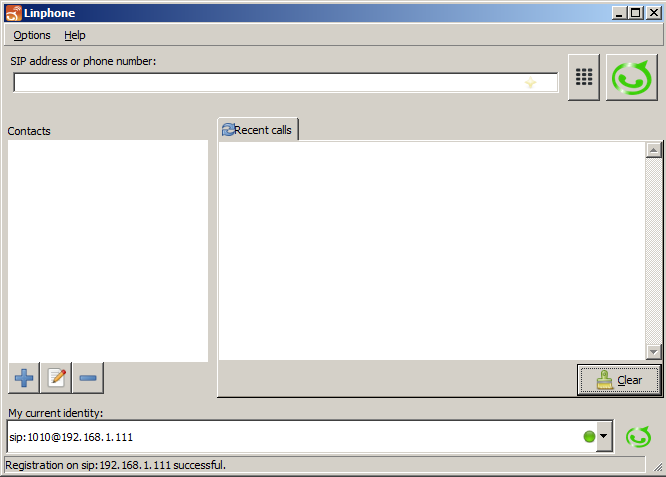 Linphone
Options Help
SIP address or phone number:
Contacts
Recent calls
Clear
My current identity:
sip:1010@192.168.1.111
Registration on sip:192.168.1.111 successful.